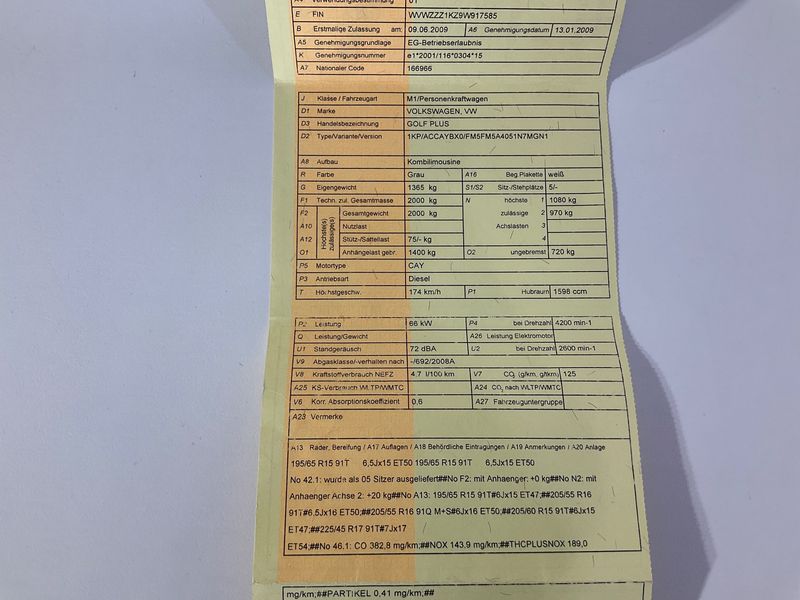 A4 Verwendungsbestimmung 01
E FIN WVWZZZ1KZ9W917585
B Erstmalige Zulassung am: 09.06.2009 A6 Genehmigungsdatum 13.01.2009
A5 Genehmigungsgrundlage EG-Betriebserlaubnis
K Genehmigungsnummer e1*2001/116*0304*15
A7 Nationaler Code 166966
J Klasse / Fahrzeugart M1/Personenkraftwagen
D1 Marke VOLKSWAGEN, VW
D3 Handelsbezeichnung GOLF PLUS
D2 Type/Variante/Version 1KP/ACCAYBX0/FM5FM5A4051N7MGN1
A8 Aufbau Kombilimousine
R Farbe Grau A16 Beg.Plakette weiß
G Eigengewicht 1365 kg S1/S2 Sitz-/Stehplätze 5/-
F1 Techn. zul. Gesamtmasse 2000 kg N höchste 1 1080 kg
F2 Höchste(s) zulässige(s) Gesamtgewicht 2000 kg zulässige 2 970 kg
A10 Nutzlast Achslasten 3
A12 Stütz-/Sattellast 75/- kg 4
O1 Anhängelast gebr. 1400 kg O2 ungebremst 720 kg
P5 Motortype CAY
P3 Antriebsart Diesel
T Höchstgeschw. 174 km/h P1 Hubraum 1598 ccm
P2 Leistung 66 kW P4 bei Drehzahl 4200 min-1
Q Leistung/Gewicht A26 Leistung Elektromotor
U1 Standgeräusch 72 dBA U2 bei Drehzahl 2600 min-1
V9 Abgasklasse/-verhalten nach -/692/2008A
V8 Kraftstoffverbrauch NEFZ 4.7 l/100 km V7 CO₂ (g/km, g/tkm) 125
A25 KS-Verbrauch WLTP/WMTC A24 CO₂ nach WLTP/WMTC
V6 Korr. Absorptionskoeffizient 0.6 A27 Fahrzeuguntergruppe
A23 Vermerke
A13 Räder, Bereifung / A17 Auflagen / A18 Behördliche Eintragungen / A19 Anmerkungen / A20 Anlage
195/65 R15 91T 6,5Jx15 ET50 195/65 R15 91T 6,5Jx15 ET50
No 42.1: wurde als 05 Sitzer ausgeliefert##No F2: mit Anhaenger: +0 kg##No N2: mit
Anhaenger Achse 2: +20 kg##No A13: 195/65 R15 91T#6Jx15 ET47;##205/55 R16
91T#6,5Jx16 ET50;##205/55 R16 91Q M+S#6Jx16 ET50;##205/60 R15 91T#6Jx15
ET47;##225/45 R17 91T#7Jx17
ET54;##No 46.1: CO 382,8 mg/km;##NOX 143,9 mg/km;##THCPLUSNOX 189,0
mg/km;##PARTIKEL 0,41 mg/km;##